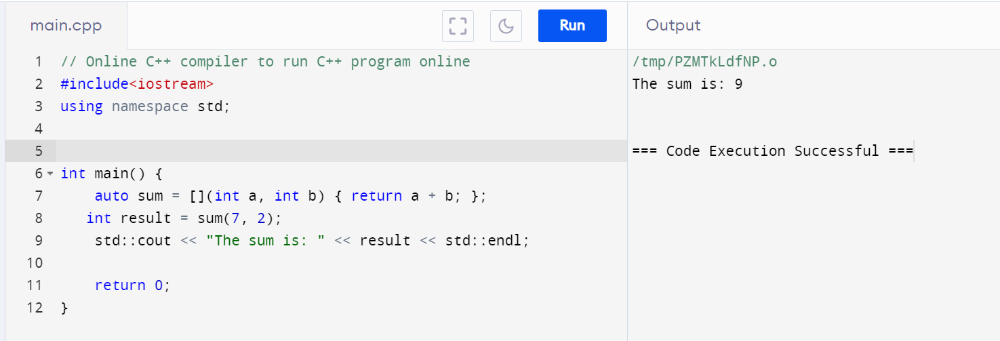 main.cpp
Run
Output
1 // Online C++ compiler to run C++ program online
2 #include<iostream>
3 using namespace std;
4
5
6 int main() {
7     auto sum = [](int a, int b) { return a + b; };
8    int result = sum(7, 2);
9     std::cout << "The sum is: " << result << std::endl;
10
11     return 0;
12 }
/tmp/PZMTkLdfNP.o
The sum is: 9
=== Code Execution Successful ===